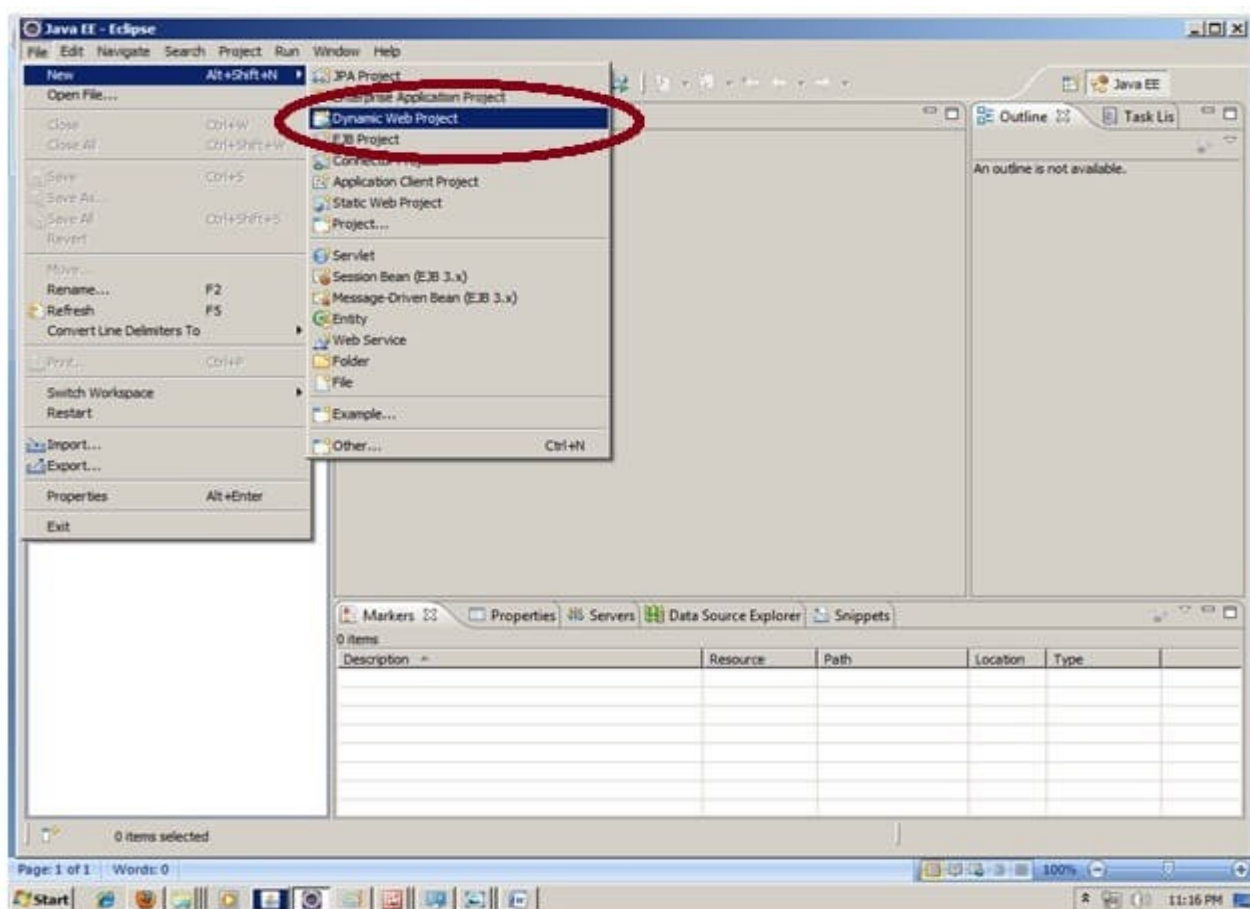 Java EE - Eclipse
File Edit Navigate Search Project Run Window Help
New Alt+Shift+N
Open File...
Close Ctrl+W
Close All Ctrl+Shift+W
Save Ctrl+S
Save As...
Save All Ctrl+Shift+S
Revert
Move...
Rename... F2
Refresh F5
Convert Line Delimiters To
Print... Ctrl+P
Switch Workspace
Restart
Import...
Export...
Properties Alt+Enter
Exit
JPA Project
Enterprise Application Project
Dynamic Web Project
EJB Project
Connector Project
Application Client Project
Static Web Project
Project...
Servlet
Session Bean (EJB 3.x)
Message-Driven Bean (EJB 3.x)
Entity
Web Service
Folder
File
Example...
Other... Ctrl+N
Java EE
Outline Task Lis
An outline is not available.
Markers Properties Servers Data Source Explorer Snippets
0 items
Description Resource Path Location Type
0 items selected
Page: 1 of 1 Words: 0 100%
Start 11:16 PM